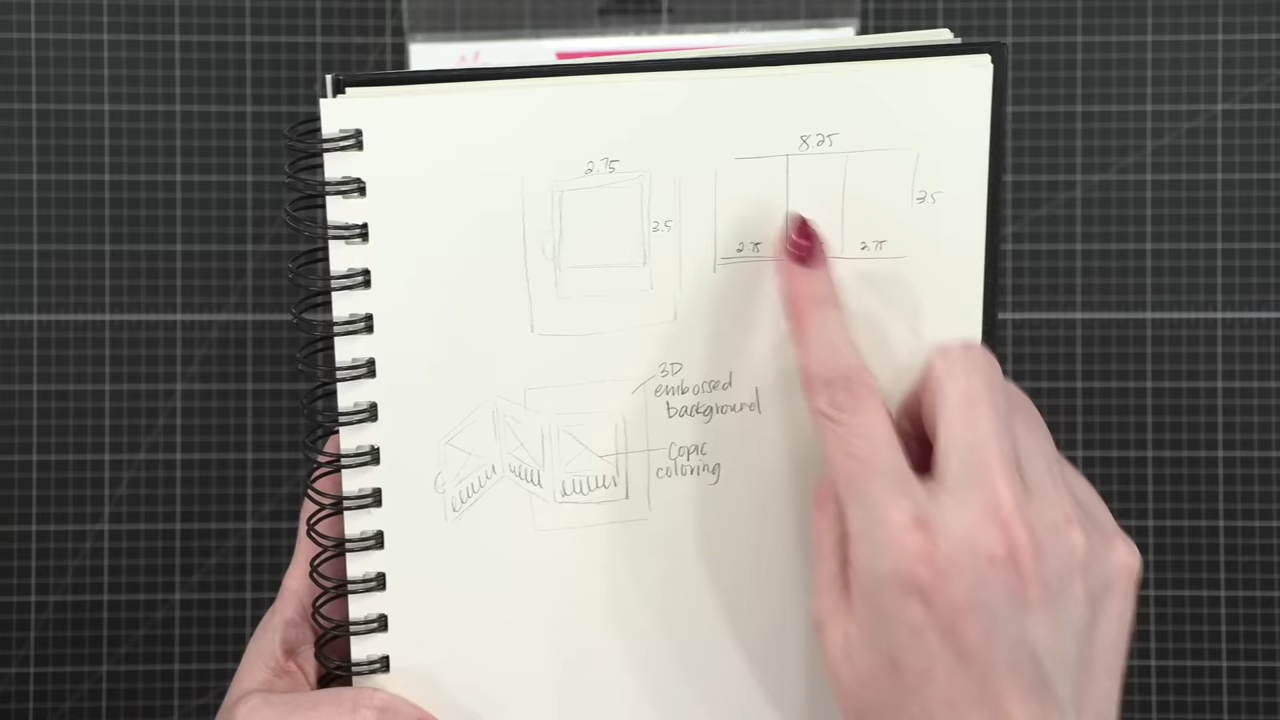 2.75
3.5
8.25
3.5
2.75
2.75
3D
embossed
background
Copic
coloring